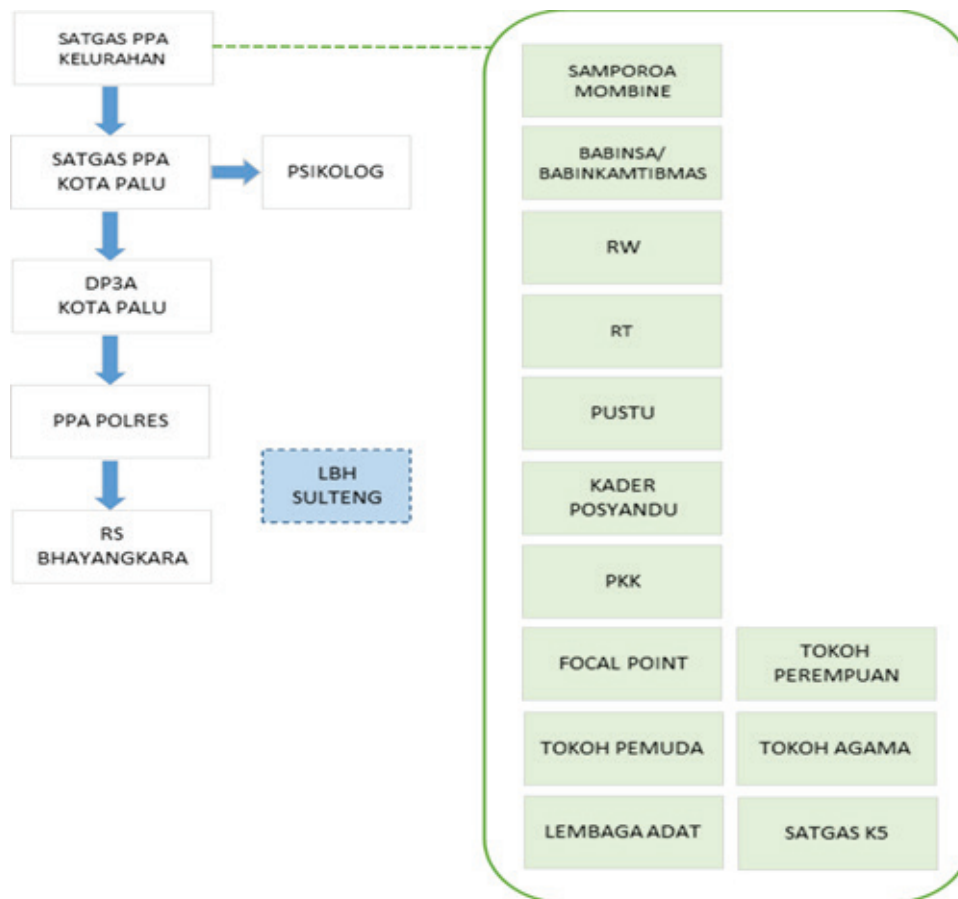 SATGAS PPA
KELURAHAN
SATGAS PPA
KOTA PALU
PSIKOLOG
DP3A
KOTA PALU
PPA POLRES
LBH
SULTENG
RS
BHAYANGKARA
SAMPOROA
MOMBINE
BABINSA/
BABINKAMTIBMAS
RW
RT
PUSTU
KADER
POSYANDU
PKK
FOCAL POINT
TOKOH
PEREMPUAN
TOKOH PEMUDA
TOKOH AGAMA
LEMBAGA ADAT
SATGAS K5